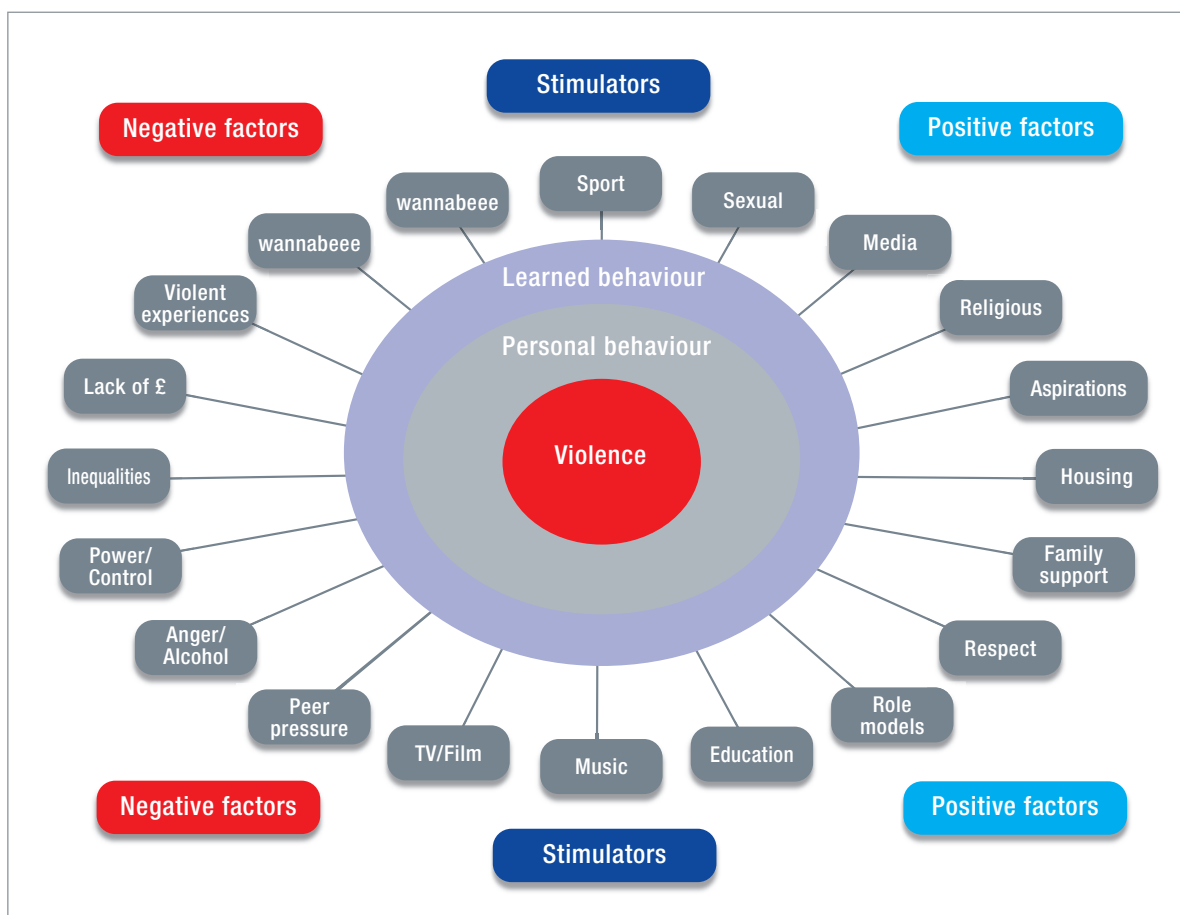 Stimulators
Negative factors
Positive factors
Sport
Sexual
wannabeee
Media
wannabeee
Learned behaviour
Violent
experiences
Religious
Personal behaviour
Lack of £
Aspirations
Violence
Inequalities
Housing
Power/
Control
Family
support
Anger/
Alcohol
Respect
Peer
pressure
Role
models
TV/Film
Music
Education
Negative factors
Positive factors
Stimulators